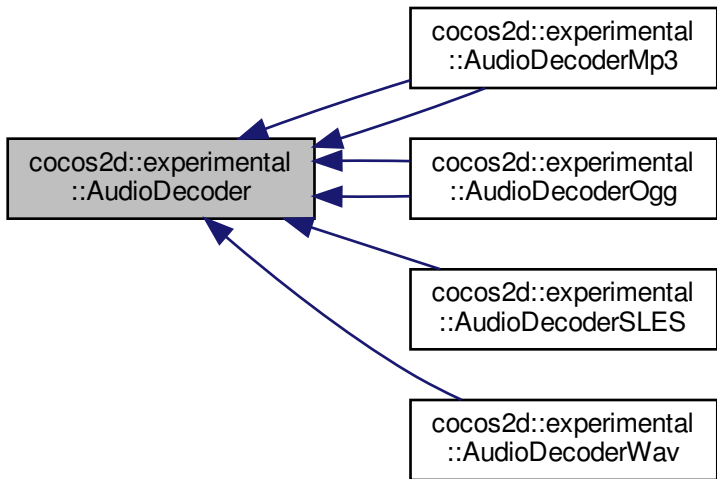 cocos2d::experimental
::AudioDecoderMp3
cocos2d::experimental
::AudioDecoder
cocos2d::experimental
::AudioDecoderOgg
cocos2d::experimental
::AudioDecoderSLES
cocos2d::experimental
::AudioDecoderWav